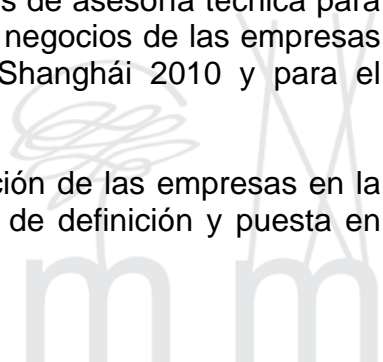 s de asesoría técnica para
negocios de las empresas
Shanghái 2010 y para el
ción de las empresas en la
de definición y puesta en